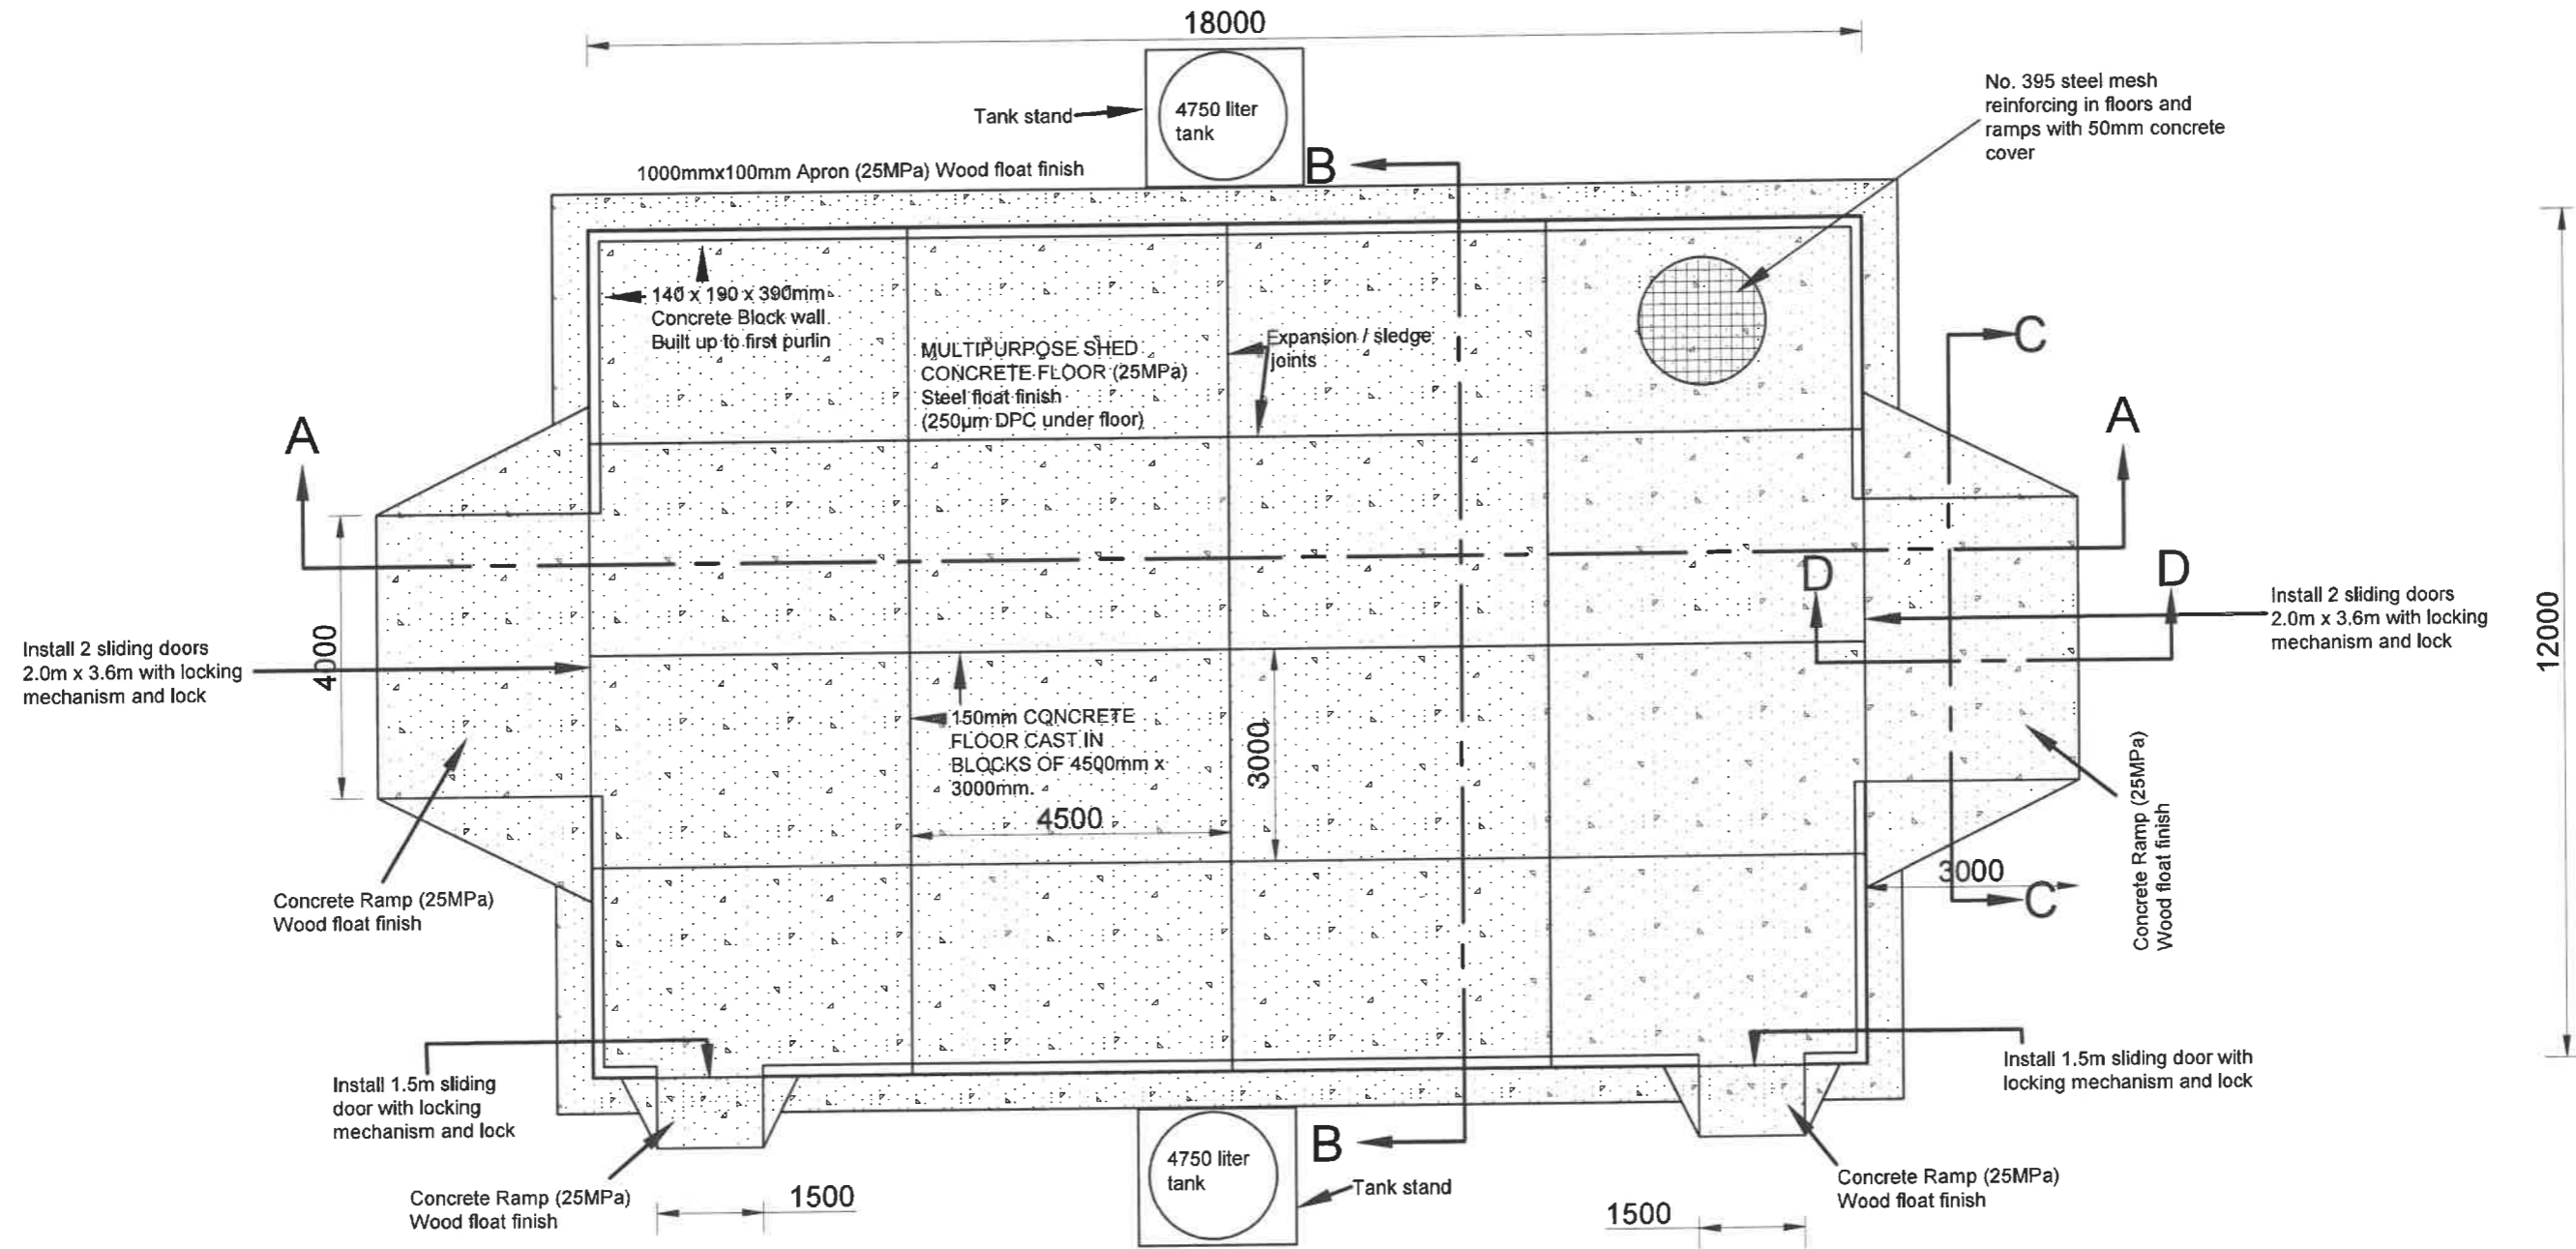 18000
Tank stand
4750 liter
tank
No. 395 steel mesh
reinforcing in floors and
ramps with 50mm concrete
cover
1000mmx100mm Apron (25MPa) Wood float finish
B
140 x 190 x 390mm
Concrete Block wall
Built up to first purlin
MULTIPURPOSE SHED
CONCRETE FLOOR (25MPa)
Steel float finish
(250µm DPC under floor)
Expansion / sledge
joints
C
A
A
D
D
Install 2 sliding doors
2.0m x 3.6m with locking
mechanism and lock
4000
Install 2 sliding doors
2.0m x 3.6m with locking
mechanism and lock
12000
150mm CONCRETE
FLOOR CAST IN
BLOCKS OF 4500mm x
3000mm.
4500
3000
Concrete Ramp (25MPa)
Wood float finish
3000
C
Concrete Ramp (25MPa)
Wood float finish
Install 1.5m sliding
door with locking
mechanism and lock
Install 1.5m sliding door with
locking mechanism and lock
B
4750 liter
tank
Tank stand
Concrete Ramp (25MPa)
Wood float finish
1500
1500
Concrete Ramp (25MPa)
Wood float finish